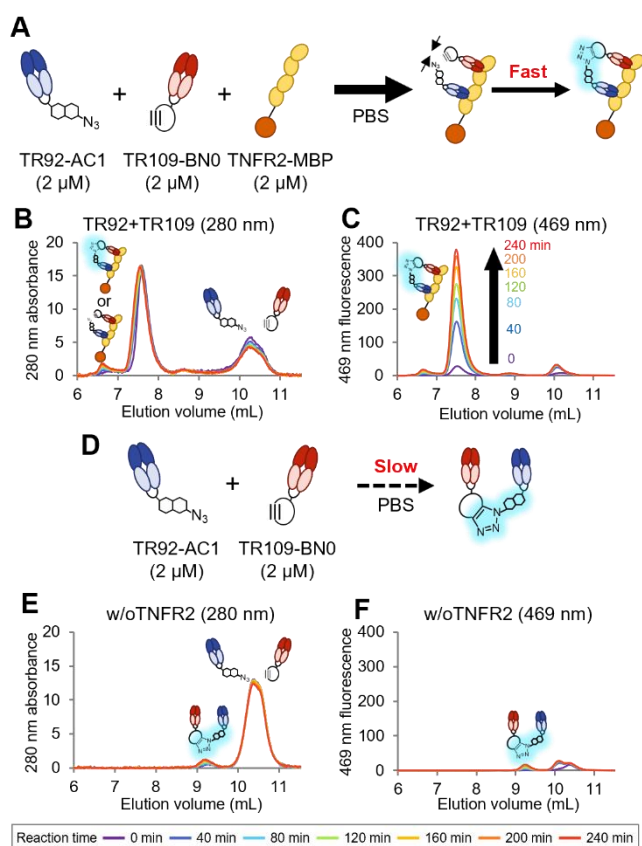 A
N₃
+
+
PBS
N₃
Fast
N
N
N
TR92-AC1
(2 µM)
TR109-BN0
(2 µM)
TNFR2-MBP
(2 µM)
B
TR92+TR109 (280 nm)
280 nm absorbance
20
15
10
5
0
or
N₃
6 7 8 9 10 11
Elution volume (mL)
C
TR92+TR109 (469 nm)
469 nm fluorescence
400
300
200
100
0
240 min
200
160
120
80
40
0
6 7 8 9 10 11
Elution volume (mL)
D
N₃
+
Slow
PBS
N
N=N
TR92-AC1
(2 µM)
TR109-BN0
(2 µM)
E
w/oTNFR2 (280 nm)
280 nm absorbance
20
15
10
5
0
N₃
N=N
6 7 8 9 10 11
Elution volume (mL)
F
w/oTNFR2 (469 nm)
469 nm fluorescence
400
300
200
100
0
N=N
6 7 8 9 10 11
Elution volume (mL)
Reaction time 0 min 40 min 80 min 120 min 160 min 200 min 240 min